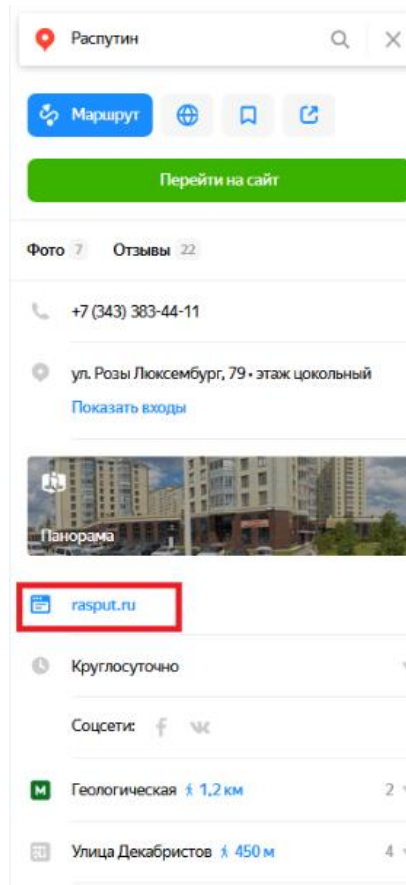 Распутин
Маршрут
Перейти на сайт
Фото 7 Отзывы 22
+7 (343) 383-44-11
ул. Розы Люксембург, 79 • этаж цокольный
Показать входы
Панорама
rasput.ru
Круглосуточно
Соцсети:
М Геологическая 1,2 км 2
Улица Декабристов 450 м 4